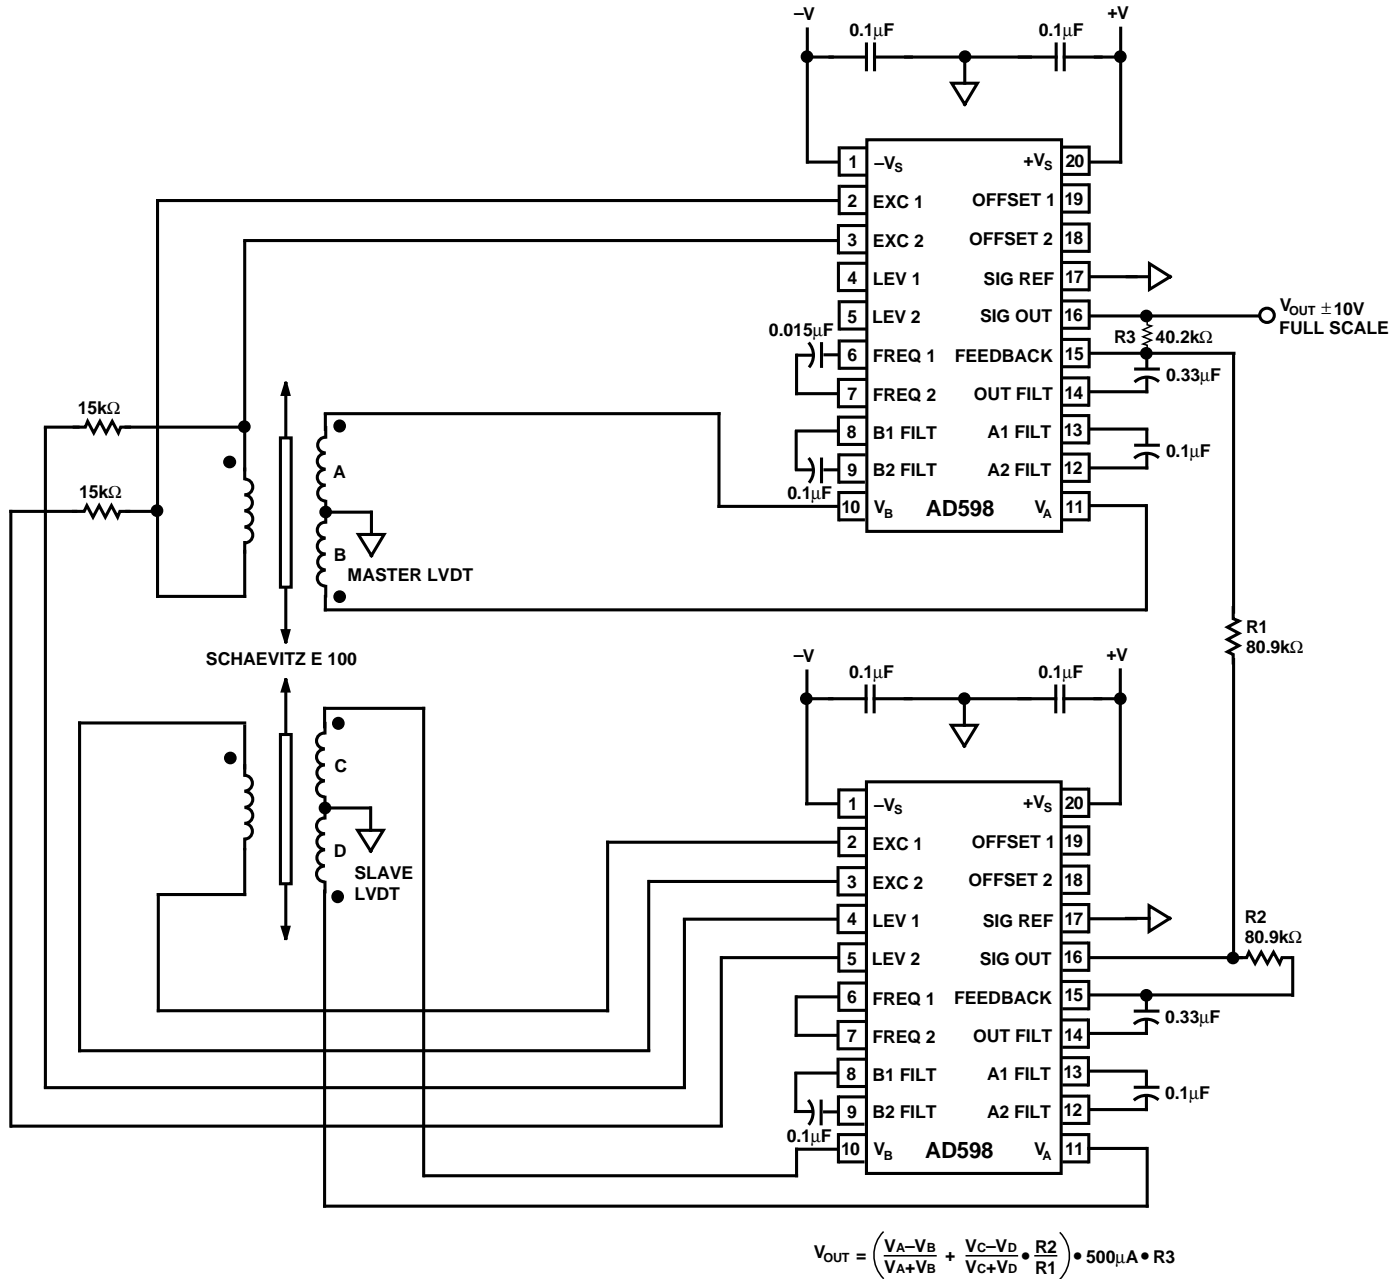 –V
+V
0.1μF
0.1μF
1 –VS
+VS 20
2 EXC 1
OFFSET 1 19
3 EXC 2
OFFSET 2 18
4 LEV 1
SIG REF 17
5 LEV 2
SIG OUT 16
VOUT ±10V
FULL SCALE
R3 40.2kΩ
0.015μF
6 FREQ 1
FEEDBACK 15
0.33μF
7 FREQ 2
OUT FILT 14
8 B1 FILT
A1 FILT 13
0.1μF
9 B2 FILT
A2 FILT 12
0.1μF
10 VB
AD598
VA 11
15kΩ
15kΩ
A
B
MASTER LVDT
SCHAEVITZ E 100
R1
80.9kΩ
–V
+V
0.1μF
0.1μF
C
D
SLAVE
LVDT
1 –VS
+VS 20
2 EXC 1
OFFSET 1 19
3 EXC 2
OFFSET 2 18
4 LEV 1
SIG REF 17
R2
80.9kΩ
5 LEV 2
SIG OUT 16
6 FREQ 1
FEEDBACK 15
0.33μF
7 FREQ 2
OUT FILT 14
8 B1 FILT
A1 FILT 13
0.1μF
9 B2 FILT
A2 FILT 12
0.1μF
10 VB
AD598
VA 11
VOUT = (VA–VB/VA+VB + VC–VD/VC+VD • R2/R1) • 500μA • R3